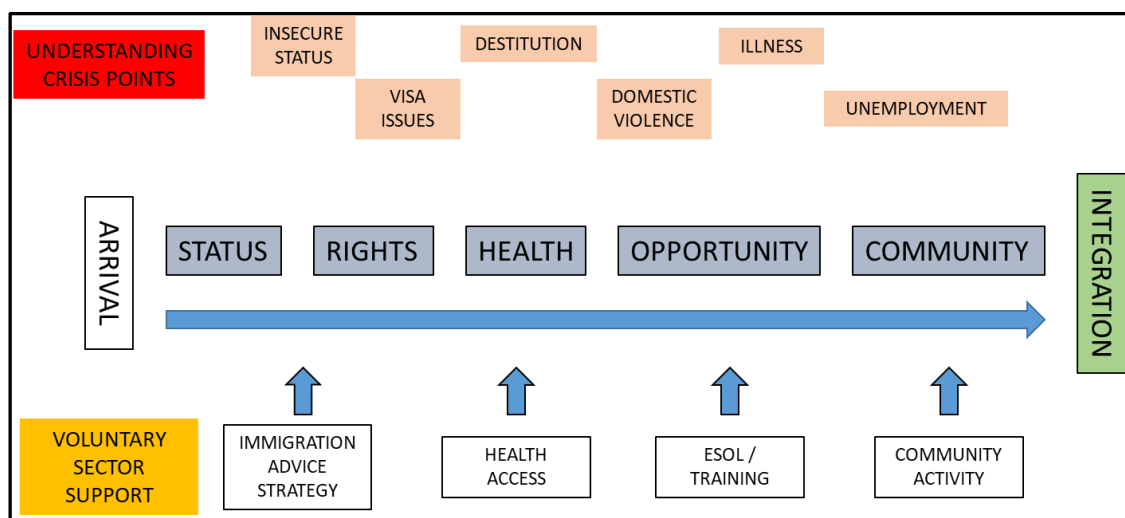 UNDERSTANDING
CRISIS POINTS
INSECURE
STATUS
VISA
ISSUES
DESTITUTION
DOMESTIC
VIOLENCE
ILLNESS
UNEMPLOYMENT
ARRIVAL
STATUS
RIGHTS
HEALTH
OPPORTUNITY
COMMUNITY
INTEGRATION
VOLUNTARY
SECTOR
SUPPORT
IMMIGRATION
ADVICE
STRATEGY
HEALTH
ACCESS
ESOL /
TRAINING
COMMUNITY
ACTIVITY